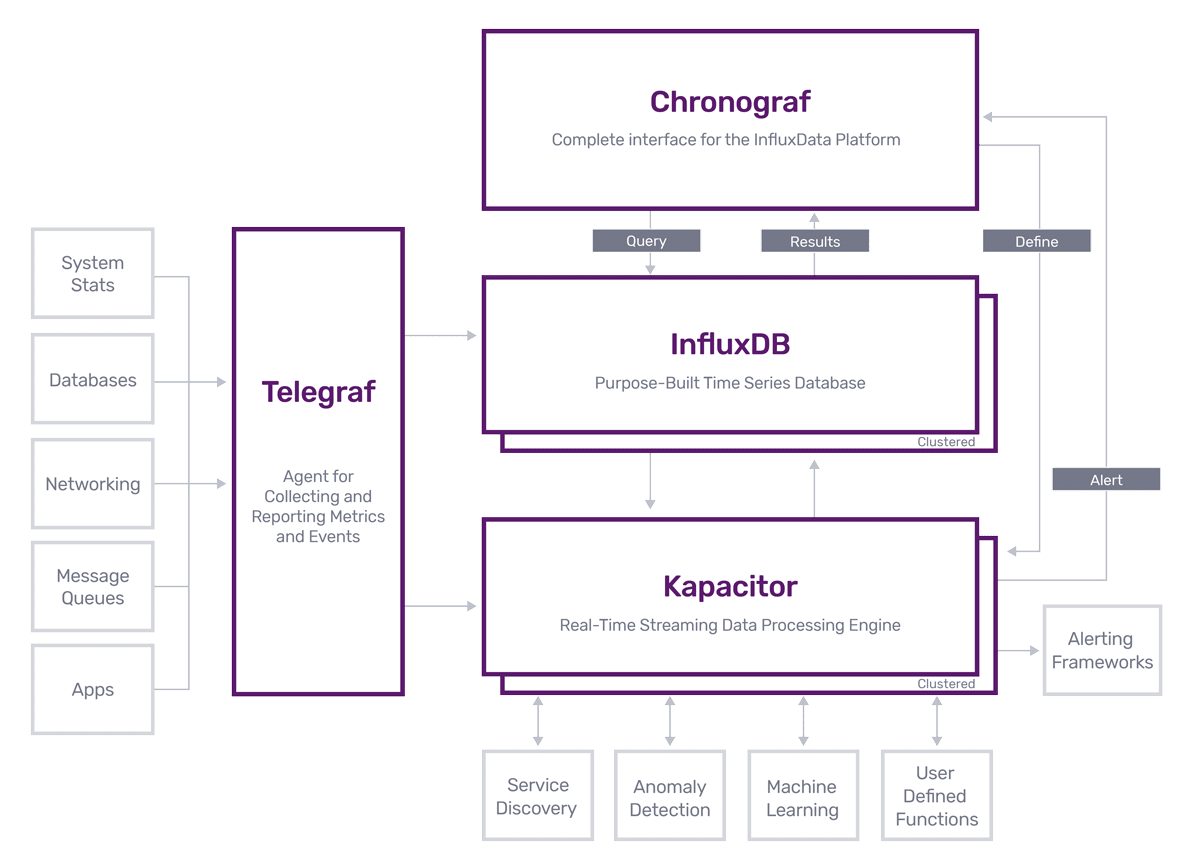 Chronograf
Complete interface for the InfluxData Platform
Query
Results
Define
System
Stats
Databases
Networking
Message
Queues
Apps
Telegraf
Agent for
Collecting and
Reporting Metrics
and Events
InfluxDB
Purpose-Built Time Series Database
Clustered
Alert
Kapacitor
Real-Time Streaming Data Processing Engine
Clustered
Alerting
Frameworks
Service
Discovery
Anomaly
Detection
Machine
Learning
User
Defined
Functions